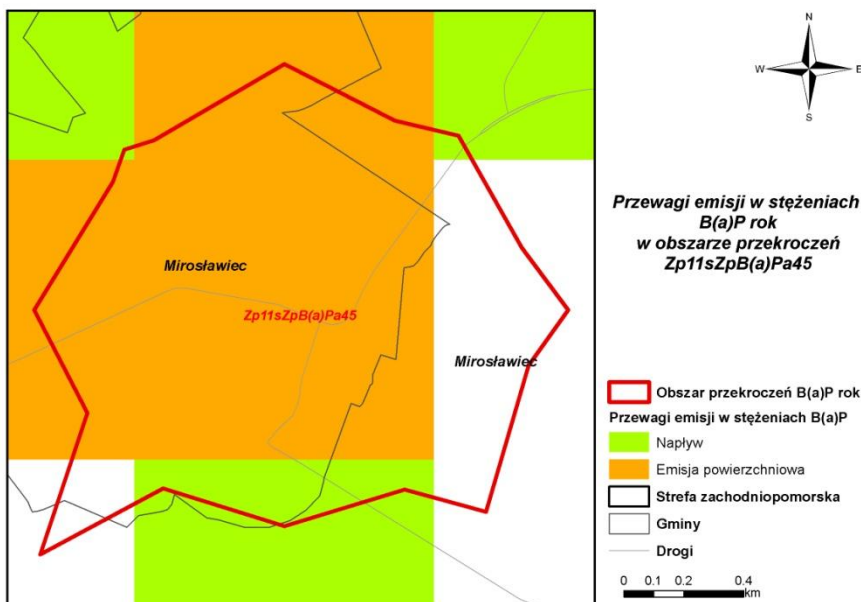 N
W
E
S
Przewagi emisji w stężeniach
B(a)P rok
w obszarze przekroczeń
Zp11sZpB(a)Pa45
Mirosławiec
Zp11sZpB(a)Pa45
Mirosławiec
Obszar przekroczeń B(a)P rok
Przewagi emisji w stężeniach B(a)P
Napływ
Emisja powierzchniowa
Strefa zachodniopomorska
Gminy
Drogi
0 0.1 0.2 0.4
km